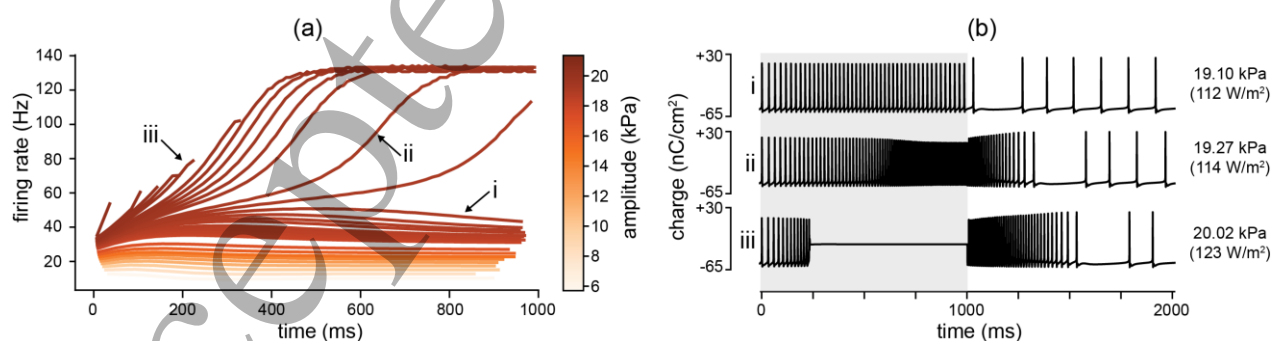 (a)
140
120
100
80
60
40
20
firing rate (Hz)
0
200
400
600
800
1000
time (ms)
iii
ii
i
20
18
16
14
12
10
8
6
amplitude (kPa)
(b)
charge (nC/cm²)
+30
i
-65
+30
ii
-65
+30
iii
-65
19.10 kPa
(112 W/m²)
19.27 kPa
(114 W/m²)
20.02 kPa
(123 W/m²)
0
1000
2000
time (ms)
cepte